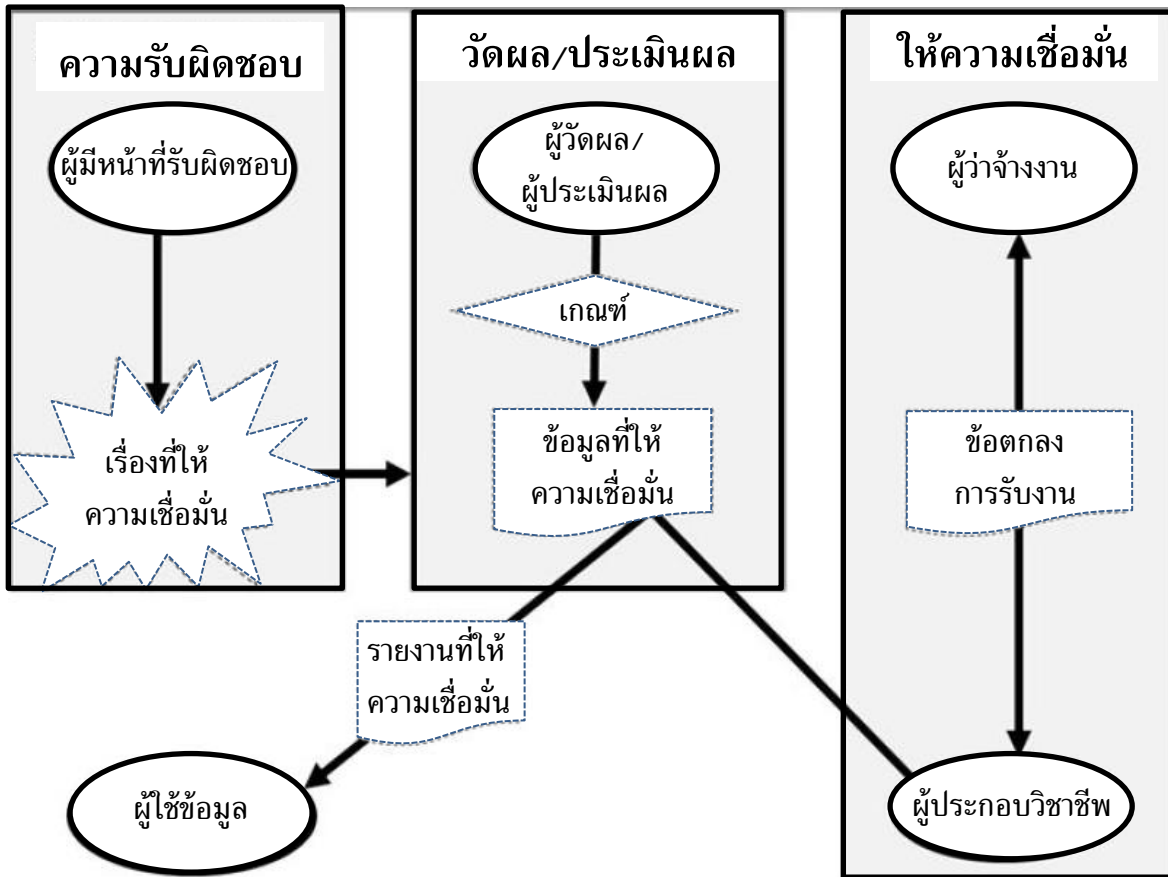 ความรับผิดชอบ
ผู้มีหน้าที่รับผิดชอบ
เรื่องที่ให้
ความเชื่อมั่น
วัดผล/ประเมินผล
ผู้วัดผล/
ผู้ประเมินผล
เกณฑ์
ข้อมูลที่ให้
ความเชื่อมั่น
ให้ความเชื่อมั่น
ผู้ว่าจ้างงาน
ข้อตกลง
การรับงาน
รายงานที่ให้
ความเชื่อมั่น
ผู้ใช้ข้อมูล
ผู้ประกอบวิชาชีพ